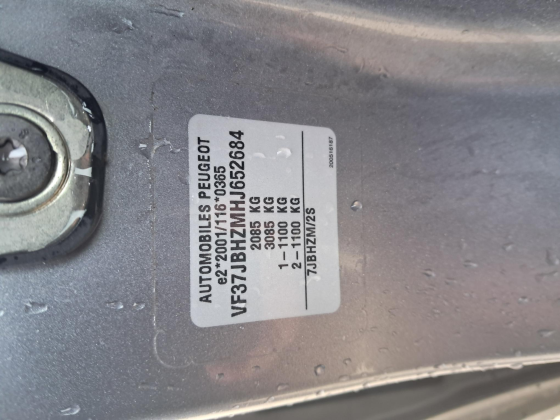 AUTOMOBILES PEUGEOT
e2*2001/116*0365
VF37JBHZMHJ652684
2085 KG
3085 KG
1 – 1100 KG
2 – 1100 KG
7JBHZM/2S